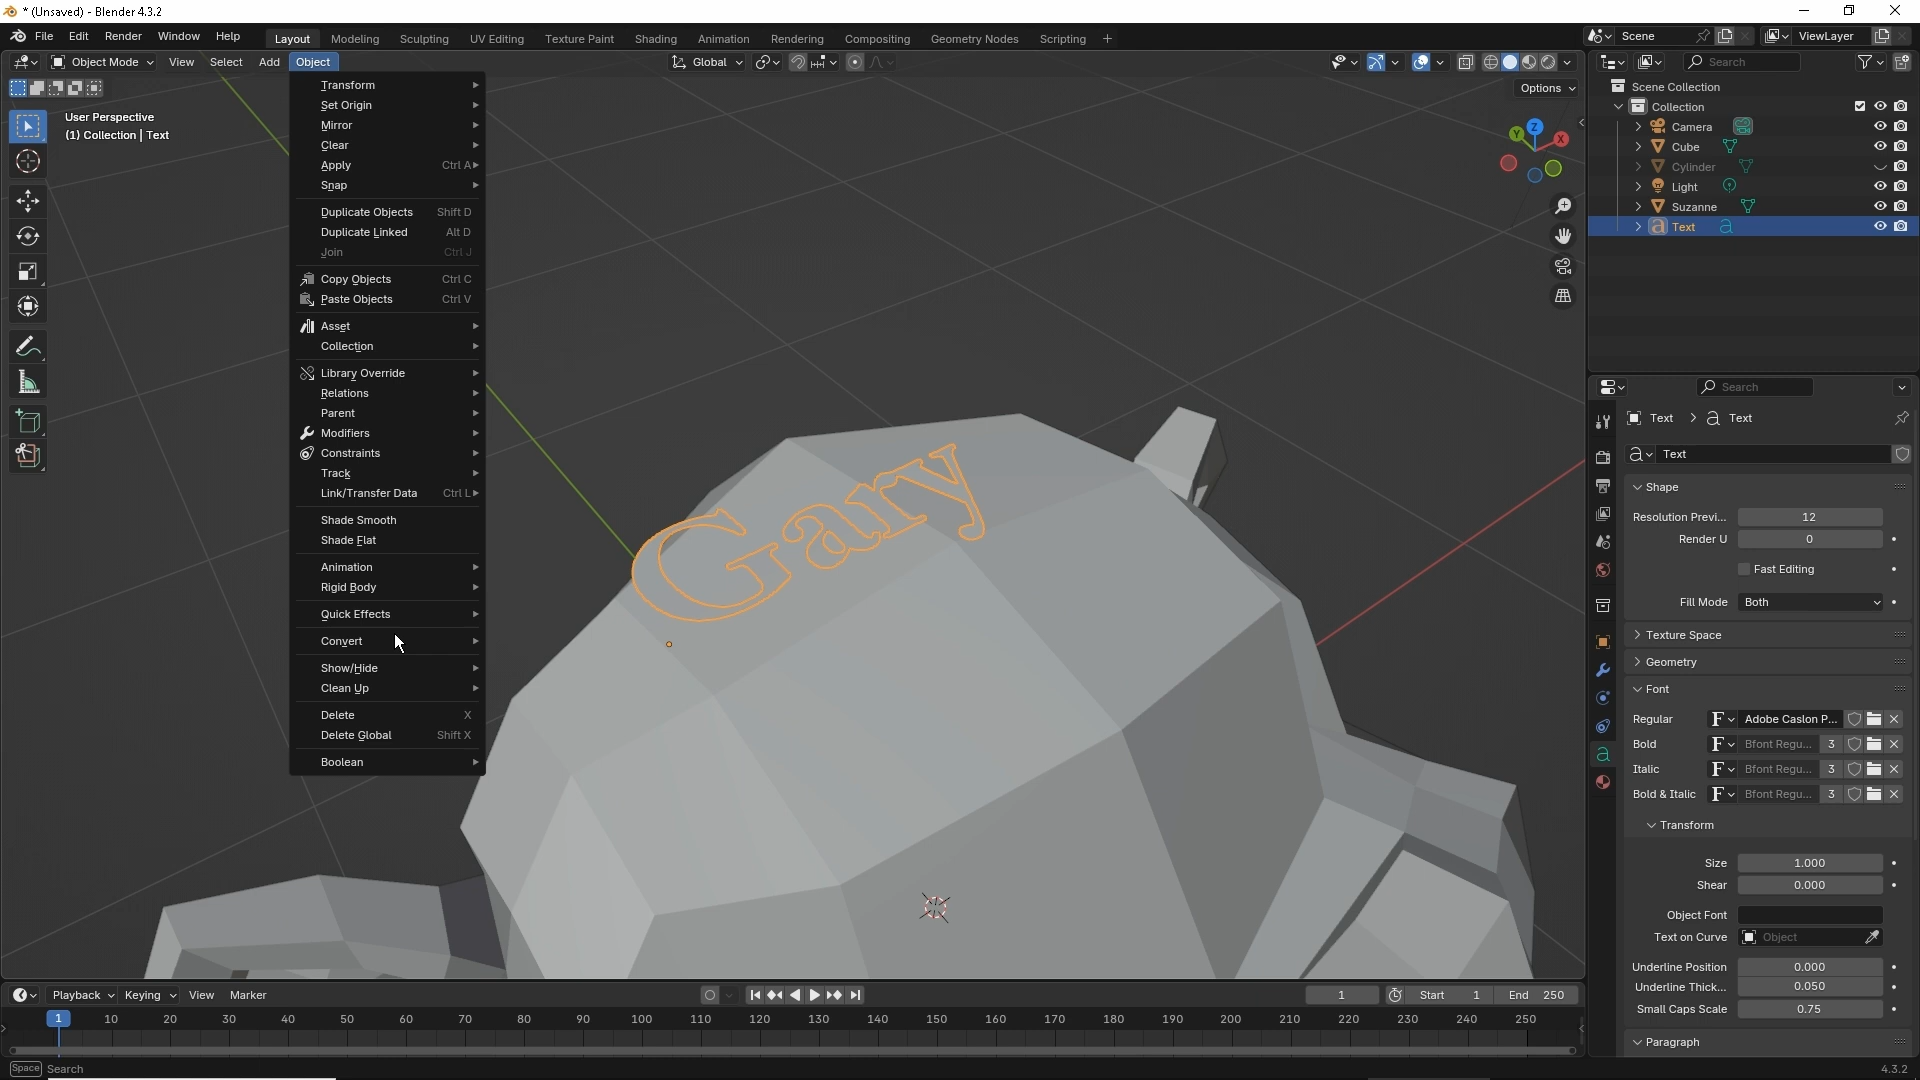 * (Unsaved) - Blender 4.3.2
File Edit Render Window Help
Layout Modeling Sculpting UV Editing Texture Paint Shading Animation Rendering Compositing Geometry Nodes Scripting +
Scene
ViewLayer
Object Mode View Select Add Object
Global
Search
Options
User Perspective
(1) Collection | Text
Transform
Set Origin
Mirror
Clear
Apply Ctrl A
Snap
Duplicate Objects Shift D
Duplicate Linked Alt D
Join Ctrl J
Copy Objects Ctrl C
Paste Objects Ctrl V
Asset
Collection
Library Override
Relations
Parent
Modifiers
Constraints
Track
Link/Transfer Data Ctrl L
Shade Smooth
Shade Flat
Animation
Rigid Body
Quick Effects
Convert
Show/Hide
Clean Up
Delete X
Delete Global Shift X
Boolean
Gary
Z
Y
X
Scene Collection
Collection
Camera
Cube
Cylinder
Light
Suzanne
Text
Search
Text > Text
Text
Shape
Resolution Previ... 12
Render U 0
Fast Editing
Fill Mode Both
Texture Space
Geometry
Font
Regular F Adobe Caslon P...
Bold F Bfont Regu... 3
Italic F Bfont Regu... 3
Bold & Italic F Bfont Regu... 3
Transform
Size 1.000
Shear 0.000
Object Font
Text on Curve Object
Underline Position 0.000
Underline Thick... 0.050
Small Caps Scale 0.75
Paragraph
Playback Keying View Marker
1 Start 1 End 250
1 10 20 30 40 50 60 70 80 90 100 110 120 130 140 150 160 170 180 190 200 210 220 230 240 250
Space Search
4.3.2